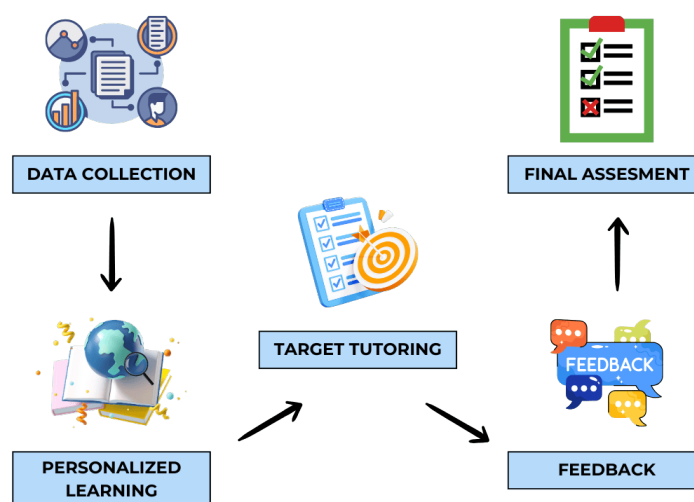 DATA COLLECTION
FINAL ASSESMENT
TARGET TUTORING
FEEDBACK
PERSONALIZED
LEARNING
FEEDBACK